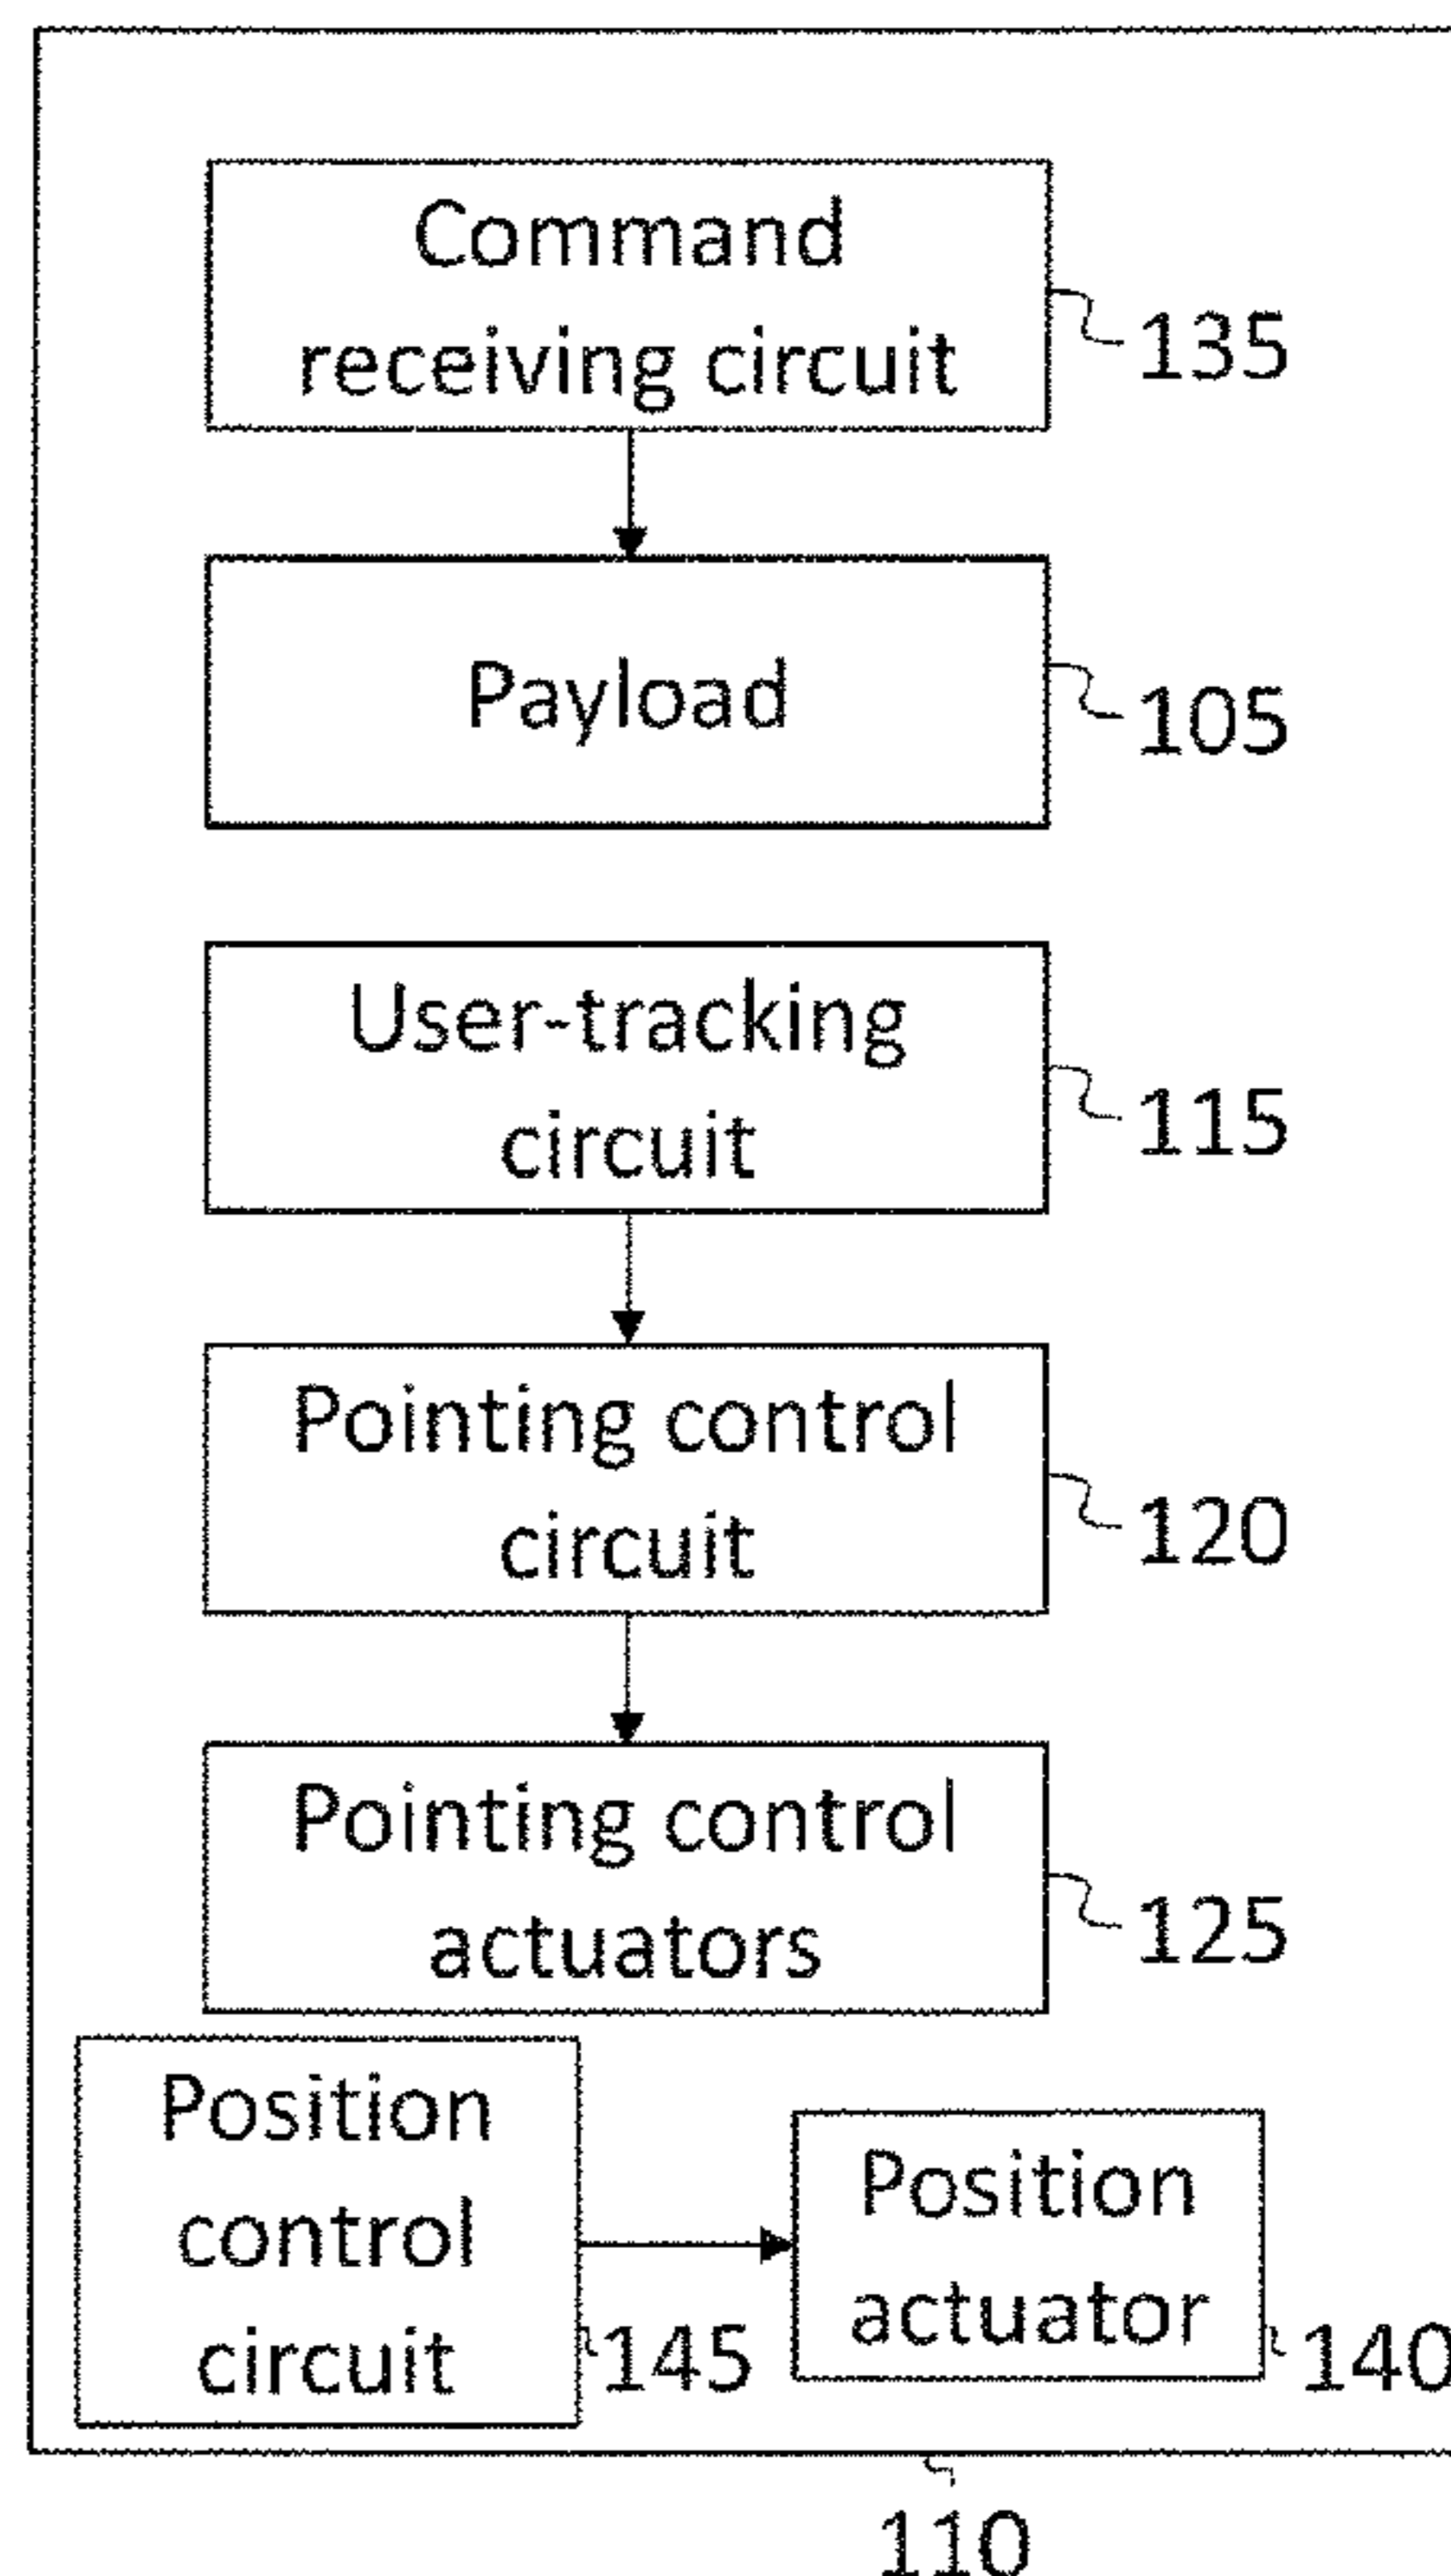 Command
receiving circuit
135
Payload
105
User-tracking
circuit
115
Pointing control
circuit
120
Pointing control
actuators
125
Position
control
circuit
145
Position
actuator
140
110